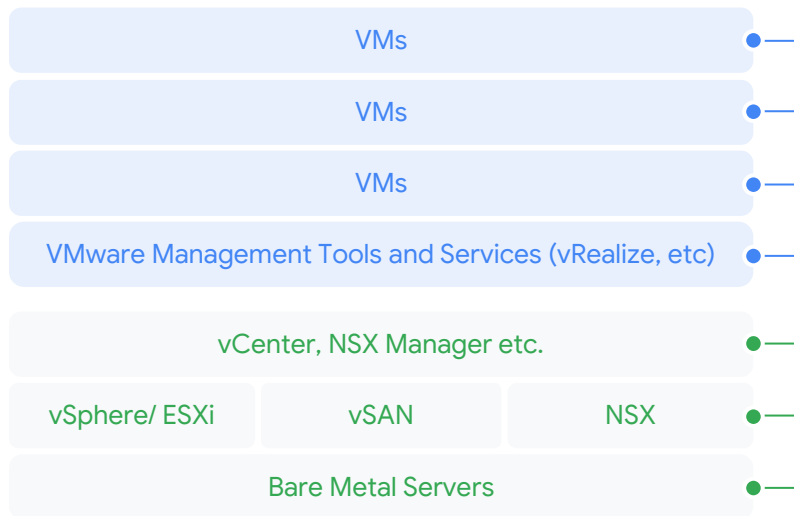 VMs
VMs
VMs
VMware Management Tools and Services (vRealize, etc)
vCenter, NSX Manager etc.
vSphere/ ESXi
vSAN
NSX
Bare Metal Servers